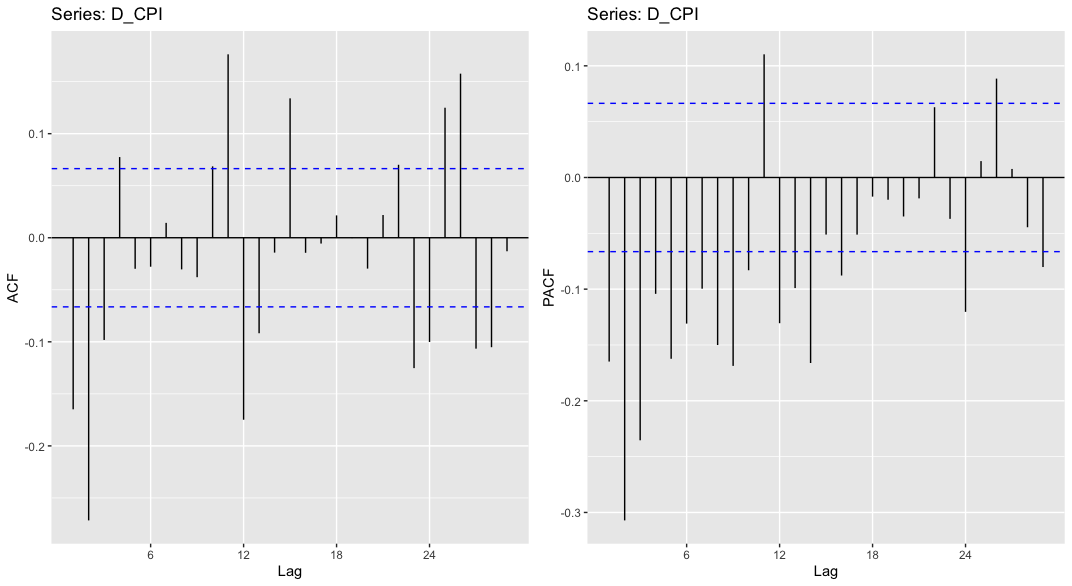 Series: D_CPI
ACF
0.1
0.0
-0.1
-0.2
6 12 18 24
Lag
Series: D_CPI
PACF
0.1
0.0
-0.1
-0.2
-0.3
6 12 18 24
Lag